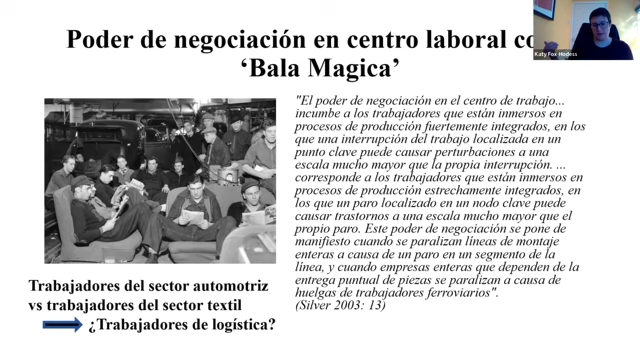 Poder de negociación en centro laboral co
‘Bala Magica’
Katy Fox-Hodess
"El poder de negociación en el centro de trabajo...
incumbe a los trabajadores que están inmersos en
procesos de producción fuertemente integrados, en los
que una interrupción del trabajo localizada en un
punto clave puede causar perturbaciones a una
escala mucho mayor que la propia interrupción. ...
corresponde a los trabajadores que están inmersos en
procesos de producción estrechamente integrados, en
los que un paro localizado en un nodo clave puede
causar trastornos a una escala mucho mayor que el
propio paro. Este poder de negociación se pone de
manifiesto cuando se paralizan líneas de montaje
enteras a causa de un paro en un segmento de la
línea, y cuando empresas enteras que dependen de la
entrega puntual de piezas se paralizan a causa de
huelgas de trabajadores ferroviarios".
(Silver 2003: 13)
Trabajadores del sector automotriz
vs trabajadores del sector textil
¿Trabajadores de logística?